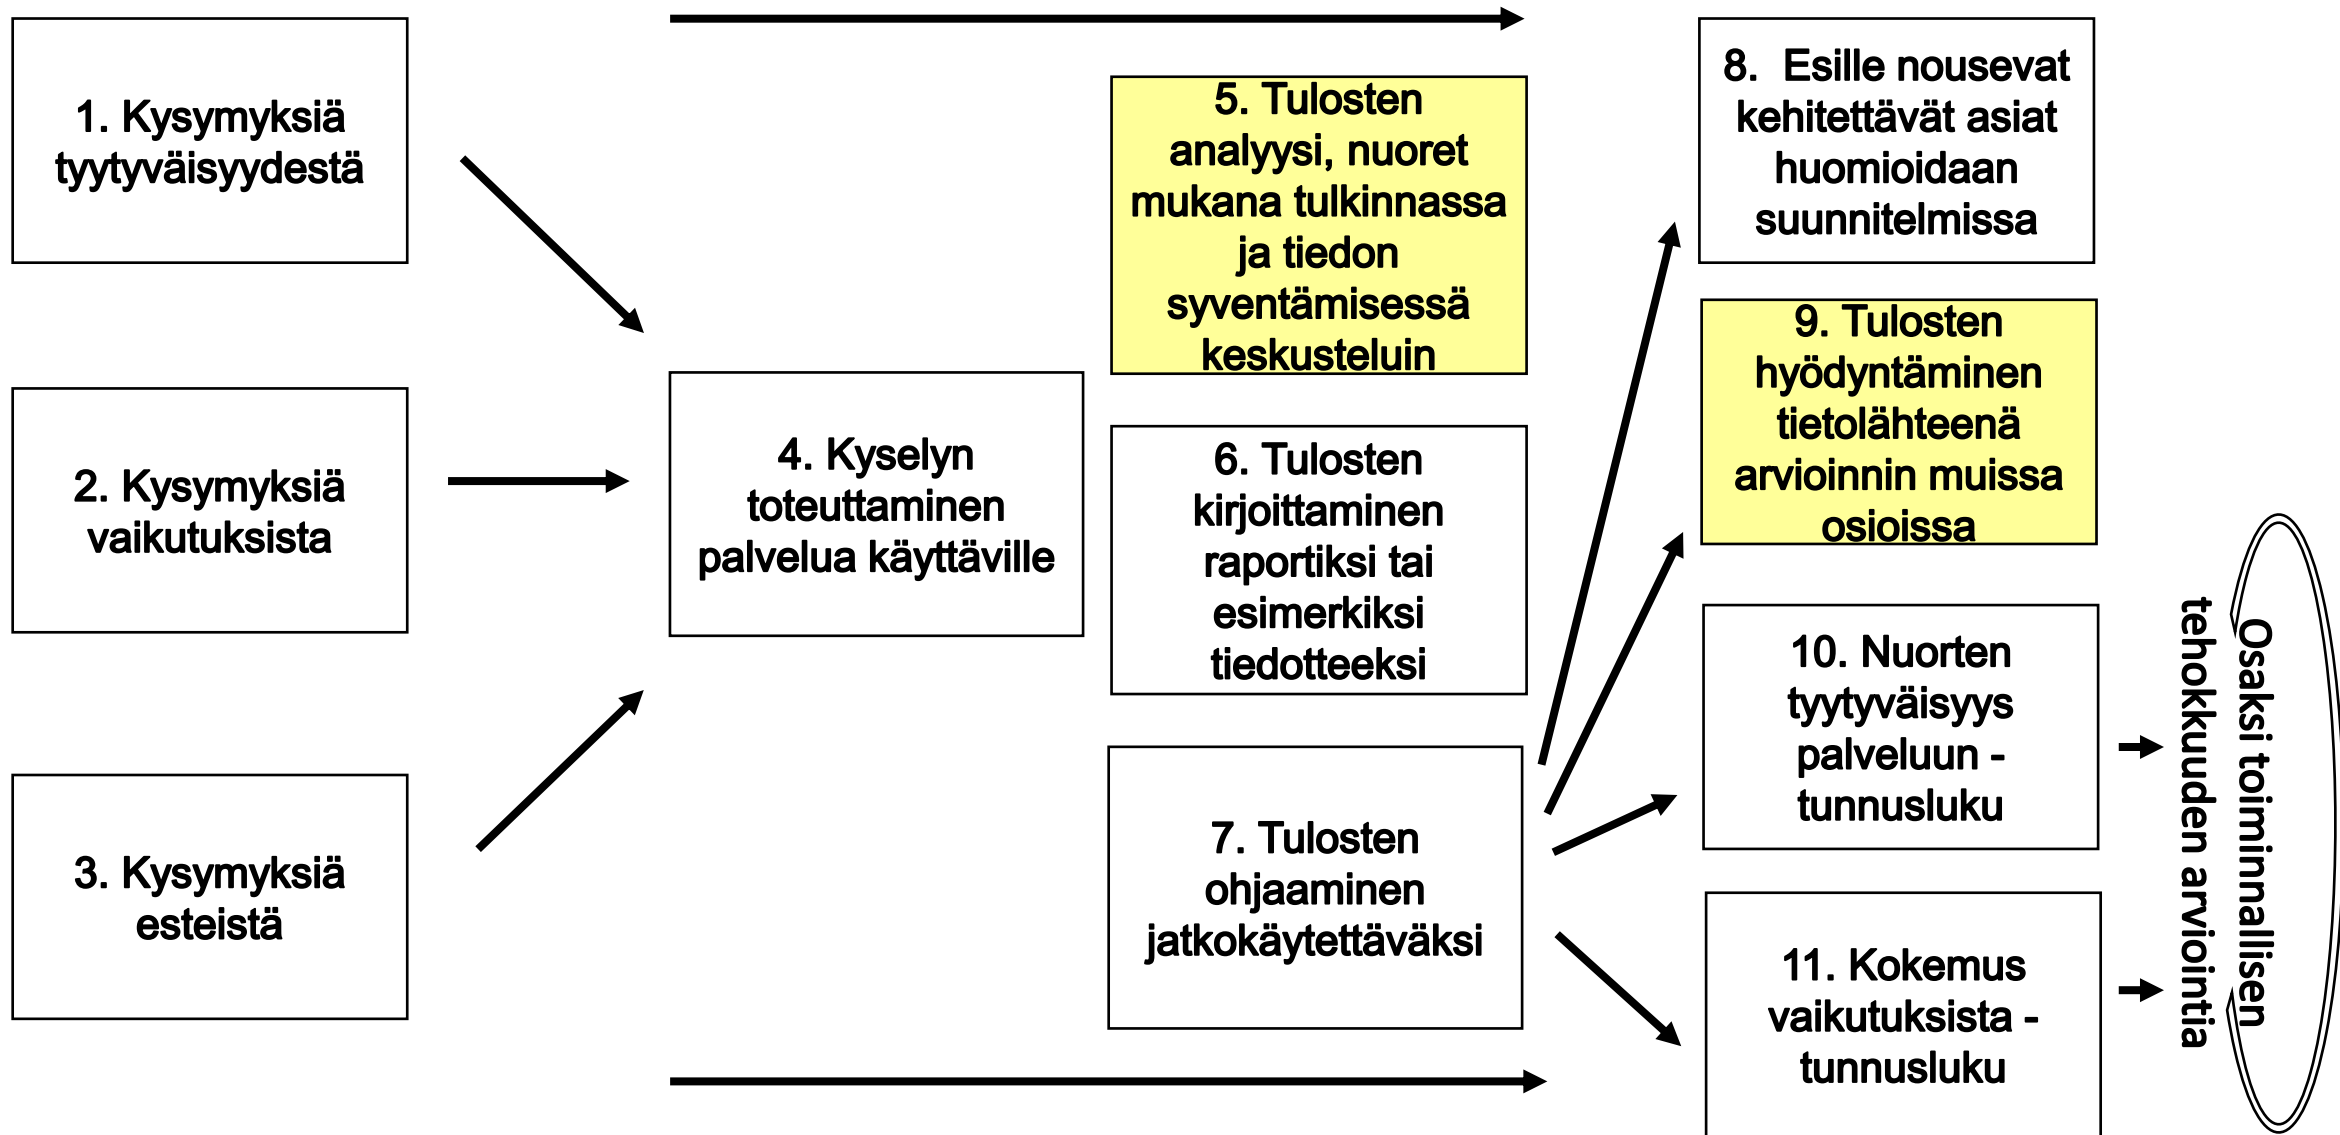 1. Kysymyksiä
tyytyväisyydestä
2. Kysymyksiä
vaikutuksista
3. Kysymyksiä
esteistä
4. Kyselyn
toteuttaminen
palvelua käyttäville
5. Tulosten
analyysi, nuoret
mukana tulkinnassa
ja tiedon
syventämisessä
keskusteluin
6. Tulosten
kirjoittaminen
raportiksi tai
esimerkiksi
tiedotteeksi
7. Tulosten
ohjaaminen
jatkokäytettäväksi
8. Esille nousevat
kehitettävät asiat
huomioidaan
suunnitelmissa
9. Tulosten
hyödyntäminen
tietolähteenä
arvioinnin muissa
osioissa
10. Nuorten
tyytyväisyys
palveluun -
tunnusluku
11. Kokemus
vaikutuksista -
tunnusluku
Osaksi toiminnallisen
tehokkuuden arviointia